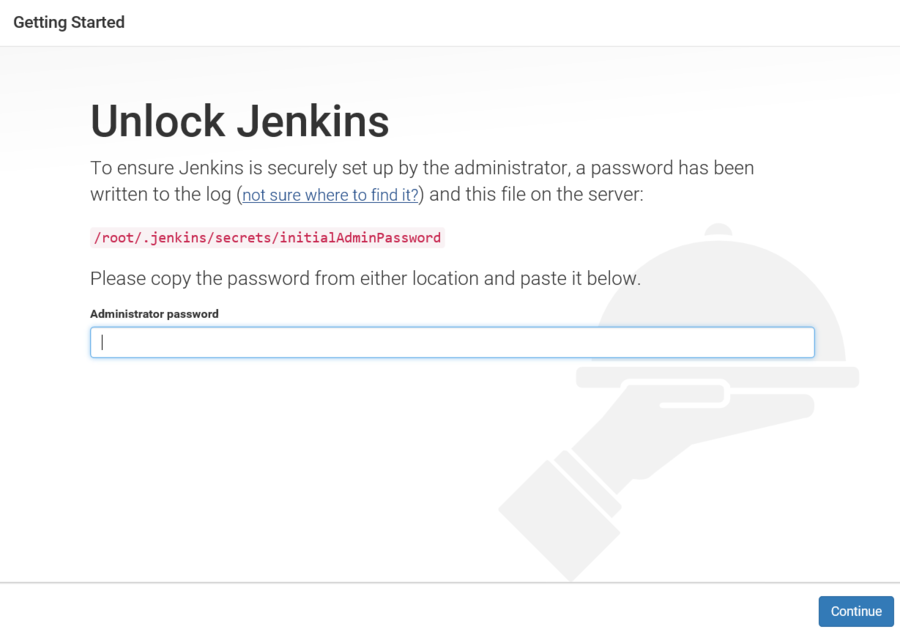 Getting Started
Unlock Jenkins
To ensure Jenkins is securely set up by the administrator, a password has been
written to the log (not sure where to find it?) and this file on the server:
/root/.jenkins/secrets/initialAdminPassword
Please copy the password from either location and paste it below.
Administrator password
Continue